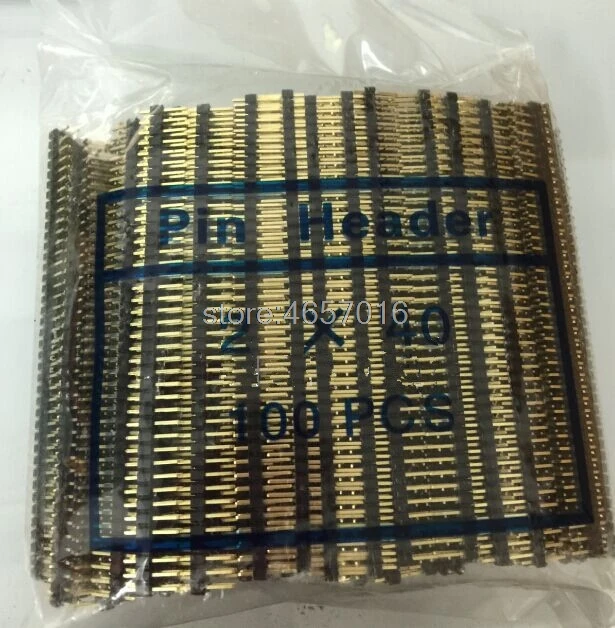 Pin Header
store: 4657016
2 X 40
100 PCS